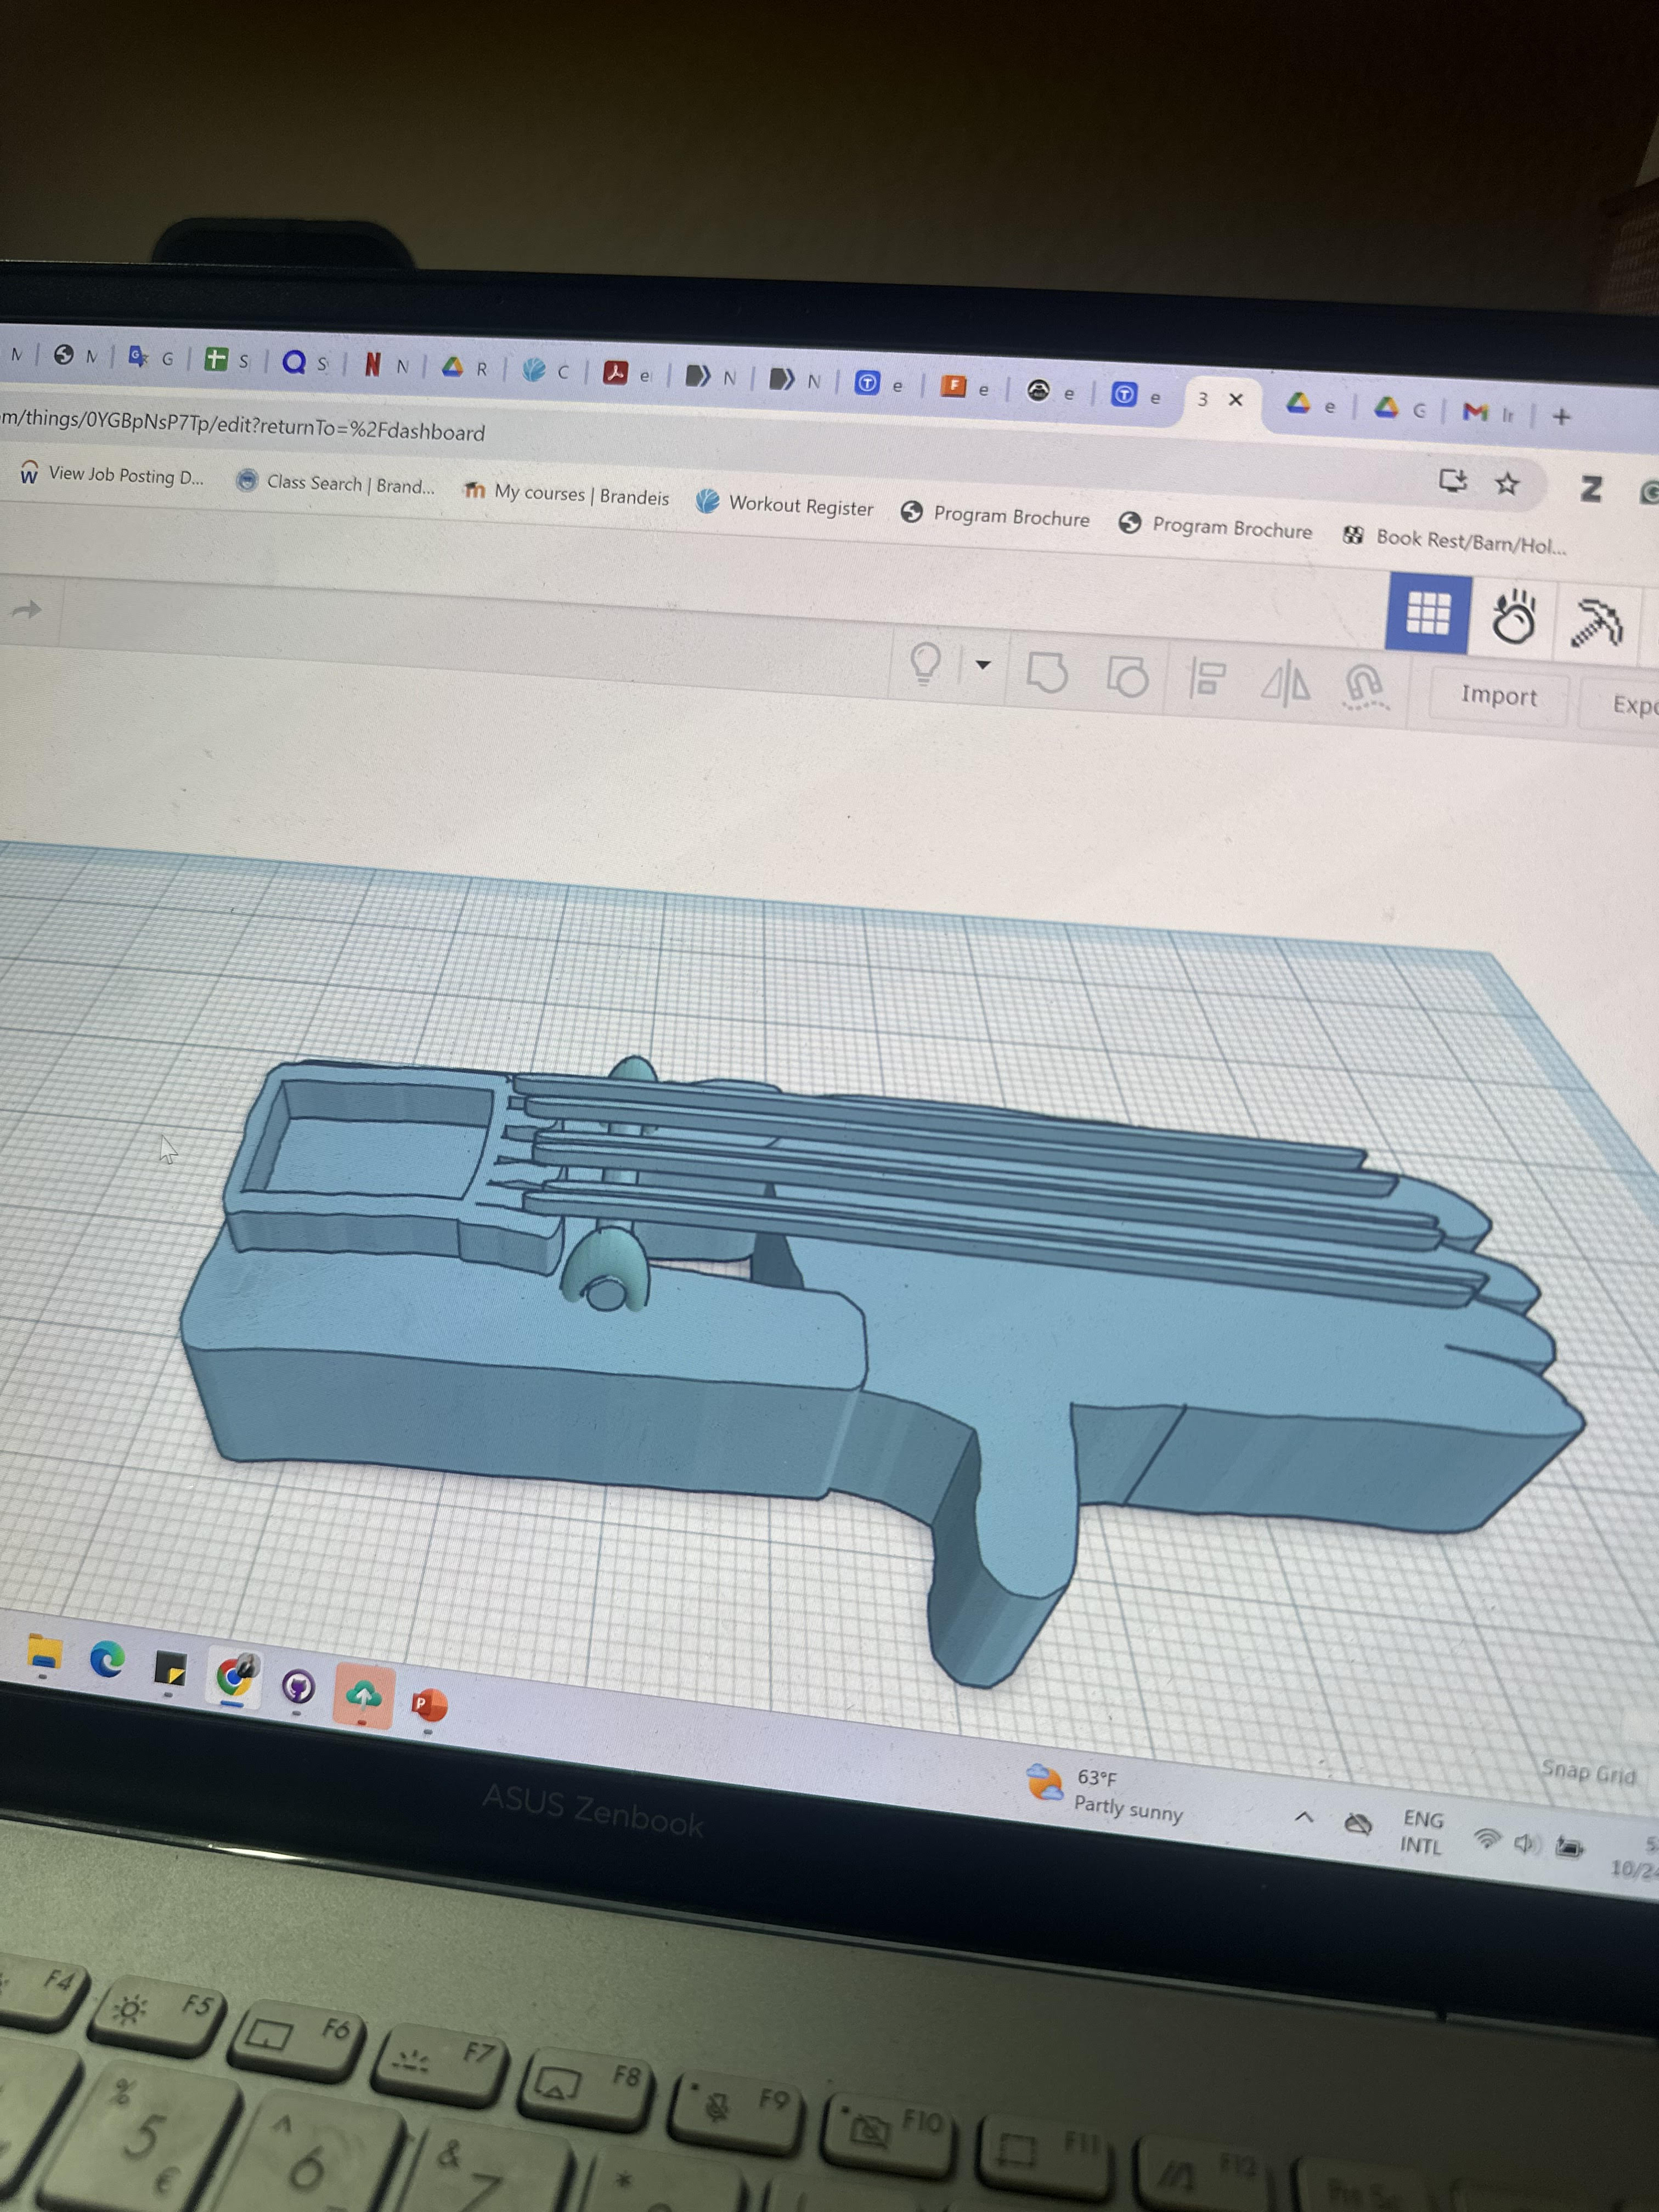 M M G S S N N R C e N N e e e e 3 e G Ir
m/things/0YGBpNsP7Tp/edit?returnTo=%2Fdashboard
View Job Posting D... Class Search | Brand... My courses | Brandeis Workout Register Program Brochure Program Brochure Book Rest/Barn/Hol...
Import Expo
Snap Grid
63°F
Partly sunny
ENG
INTL
5
10/24
ASUS Zenbook
F4 F5 F6 F7 F8 F9 F10 F11 F12
% 5 € ^ 6 & 7 *